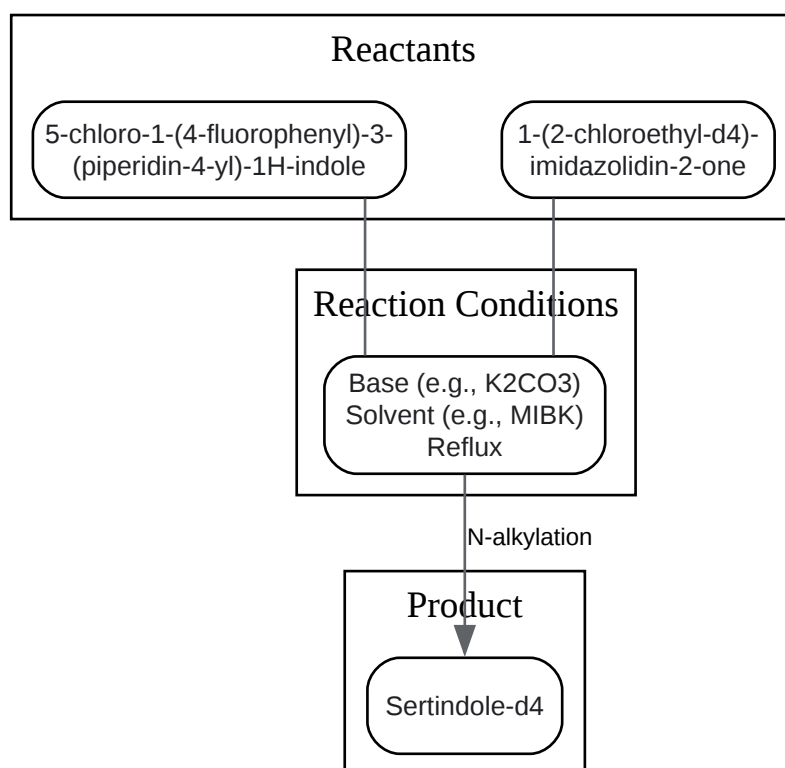 Reactants
5-chloro-1-(4-fluorophenyl)-3-
(piperidin-4-yl)-1H-indole
1-(2-chloroethyl-d4)-
imidazolidin-2-one
Reaction Conditions
Base (e.g., K2CO3)
Solvent (e.g., MIBK)
Reflux
N-alkylation
Product
Sertindole-d4